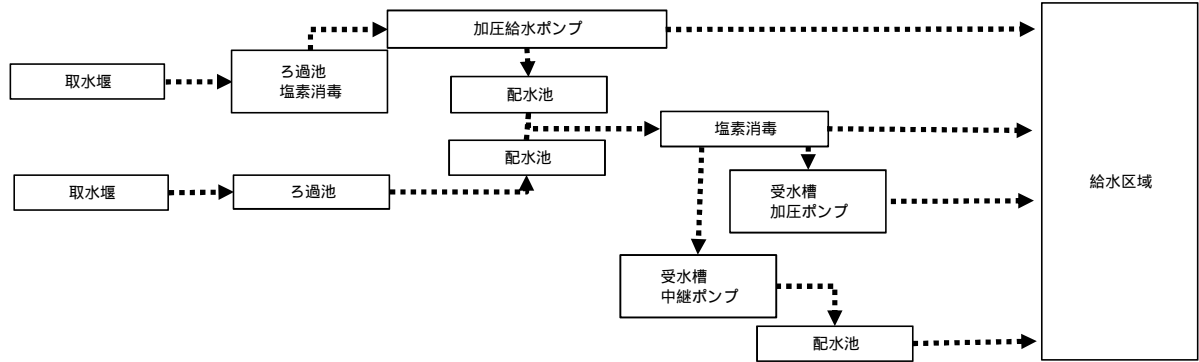 加圧給水ポンプ
取水堰
ろ過池
塩素消毒
配水池
塩素消毒
配水池
取水堰
ろ過池
受水槽
加圧ポンプ
給水区域
受水槽
中継ポンプ
配水池